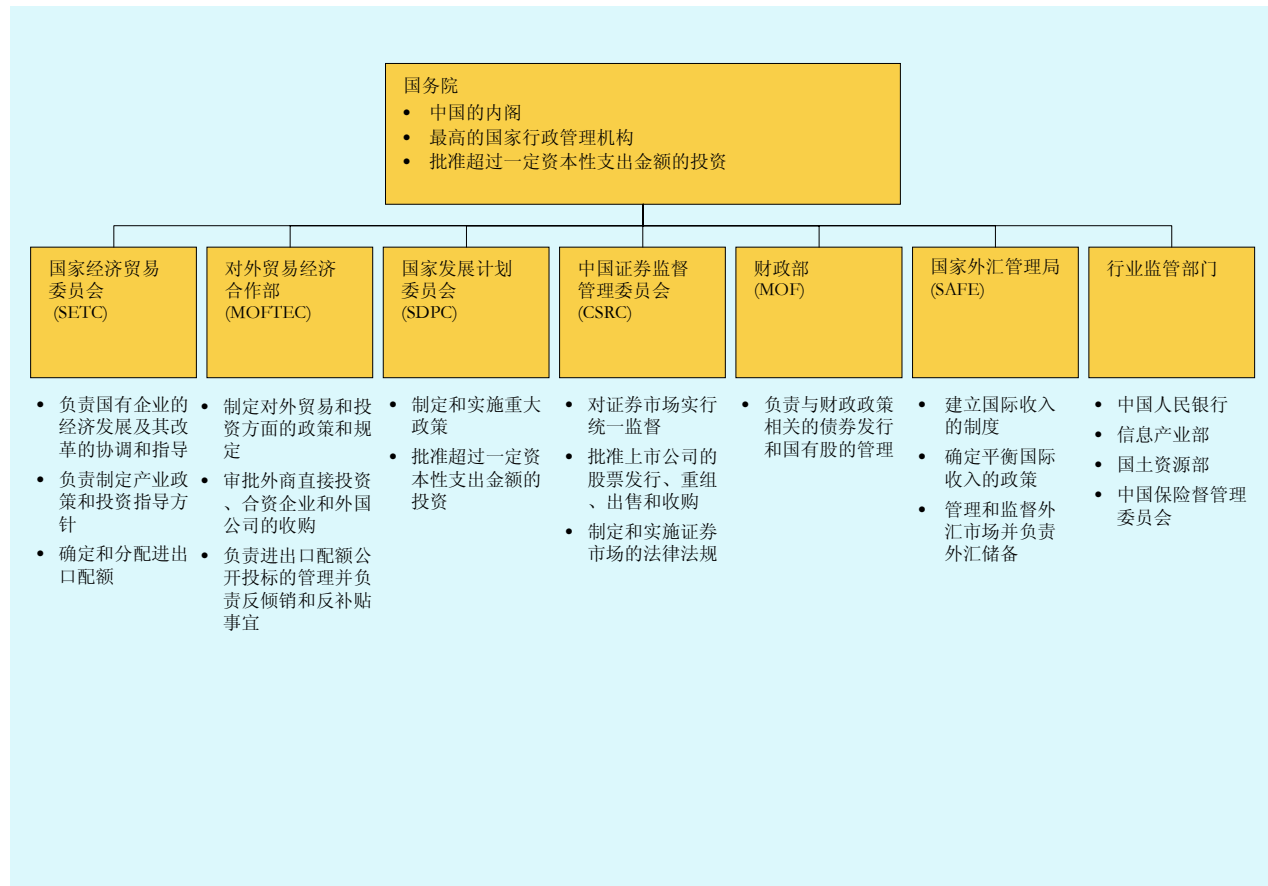 国务院
• 中国的内阁
• 最高的国家行政管理机构
• 批准超过一定资本性支出金额的投资
国家经济贸易
委员会
(SETC)
• 负责国有企业的
经济发展及其改
革的协调和指导
• 负责制定产业政
策和投资指导方
针
• 确定和分配进出
口配额
对外贸易经济
合作部
(MOFTEC)
• 制定对外贸易和投
资方面的政策和规
定
• 审批外商直接投资
、合资企业和外国
公司的收购
• 负责进出口配额公
开投标的管理并负
责反倾销和反补贴
事宜
国家发展计划
委员会
(SDPC)
• 制定和实施重大
政策
• 批准超过一定资
本性支出金额的
投资
中国证券监督
管理委员会
(CSRC)
• 对证券市场实行
统一监督
• 批准上市公司的
股票发行、重组
、出售和收购
• 制定和实施证券
市场的法律法规
财政部
(MOF)
• 负责与财政政策
相关的债券发行
和国有股的管理
国家外汇管理局
(SAFE)
• 建立国际收入
的制度
• 确定平衡国际
收入的政策
• 管理和监督外
汇市场并负责
外汇储备
行业监管部门
• 中国人民银行
• 信息产业部
• 国土资源部
• 中国保险督管理
委员会